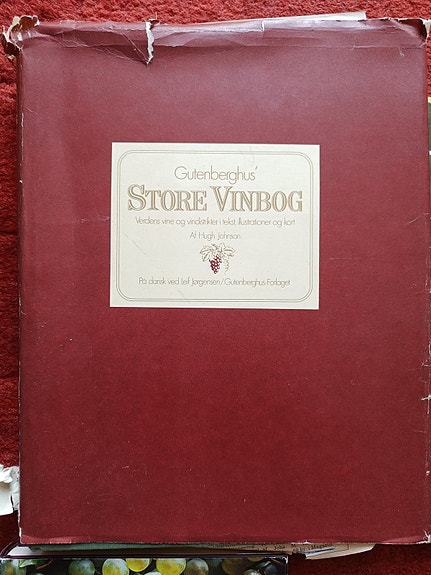 Gutenberghus'
STORE VINBOG
Verdens vine og vindistrikter i tekst, illustrationer og kort
Af Hugh Johnson
På dansk ved Leif Jørgensen/Gutenberghus Forlaget